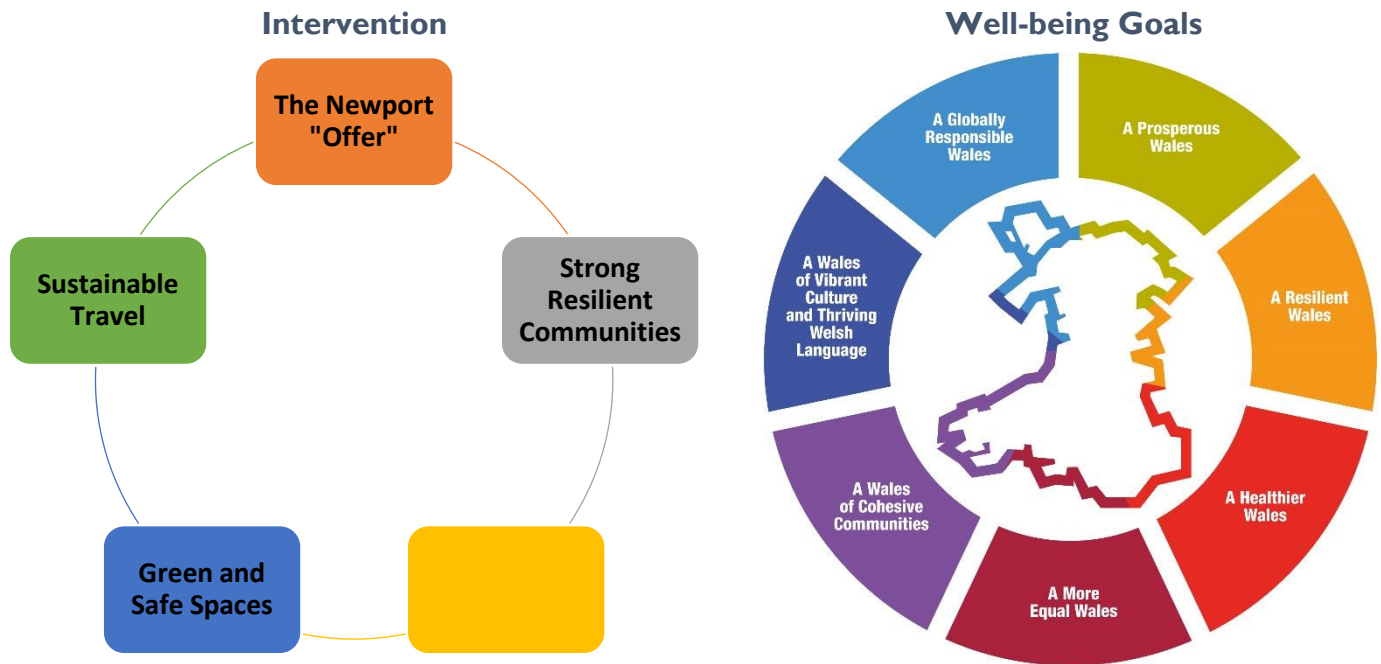 Intervention
The Newport
"Offer"
Strong
Resilient
Communities
Green and
Safe Spaces
Sustainable
Travel
Well-being Goals
A Prosperous
Wales
A Resilient
Wales
A Healthier
Wales
A More
Equal Wales
A Wales
of Cohesive
Communities
A Wales
of Vibrant
Culture
and Thriving
Welsh
Language
A Globally
Responsible
Wales